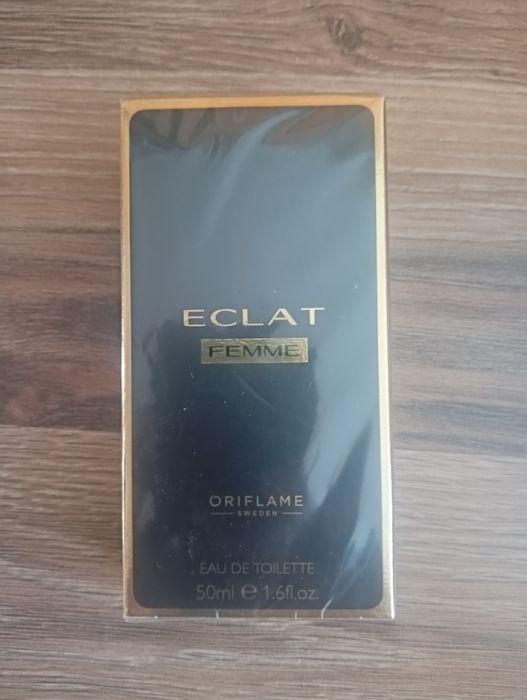 ECLAT
FEMME
ORIFLAME
SWEDEN
EAU DE TOILETTE
50ml ℮ 1.6fl.oz.